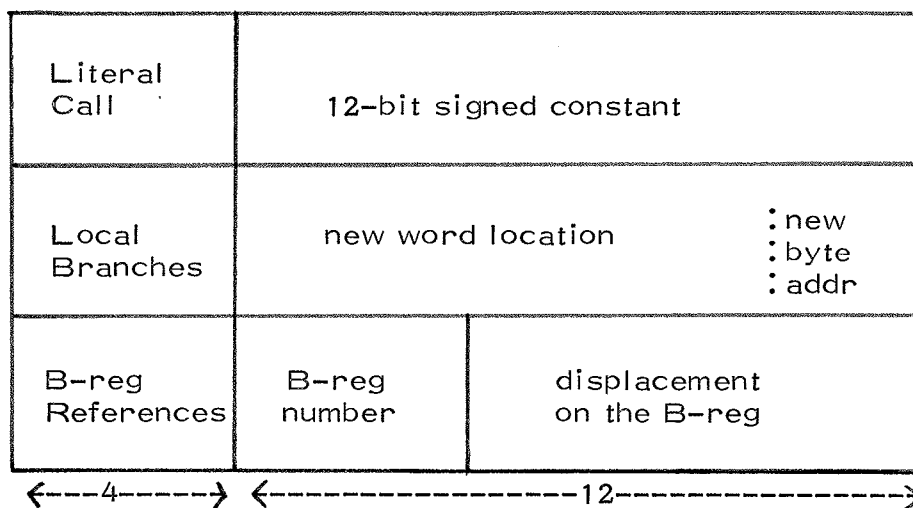 Literal
Call
12-bit signed constant
Local
Branches
new word location
:new
:byte
:addr
B-reg
References
B-reg
number
displacement
on the B-reg
<---4-----> <--------------12------------>